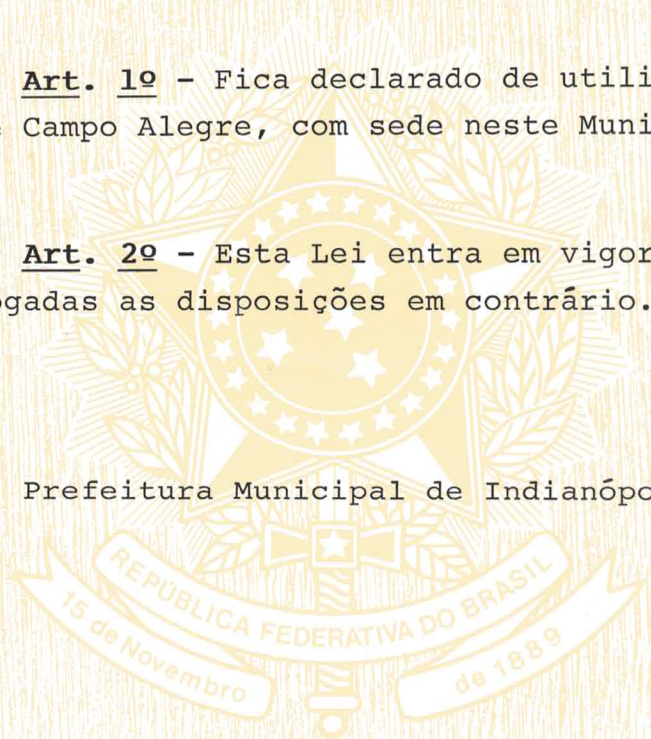 Art. 1º - Fica declarado de utili
Campo Alegre, com sede neste Muni
Art. 2º - Esta Lei entra em vigor
ogadas as disposições em contrário.
Prefeitura Municipal de Indianópo
REPÚBLICA FEDERATIVA DO BRASIL
15 de Novembro
de 1889